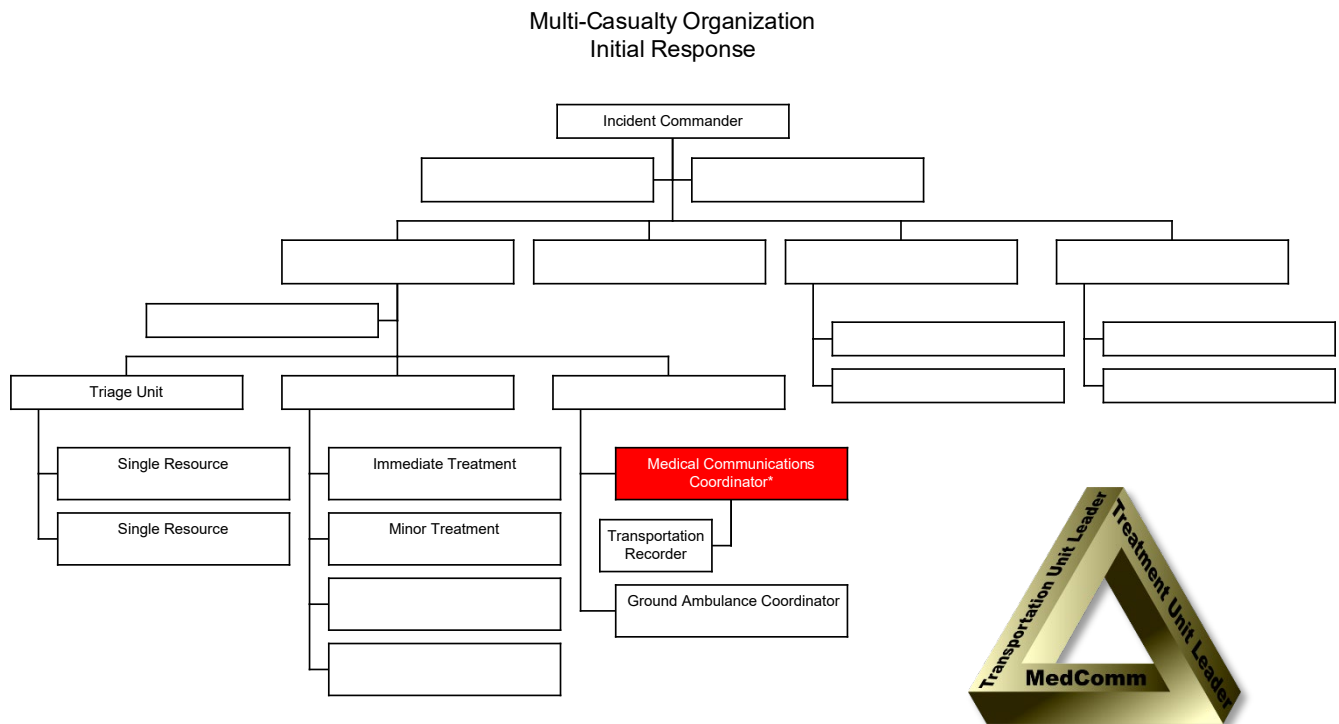 Multi-Casualty Organization
Initial Response
Incident Commander
Triage Unit
Single Resource
Immediate Treatment
Medical Communications
Coordinator*
Single Resource
Minor Treatment
Transportation
Recorder
Ground Ambulance Coordinator
Transportation Unit Leader
Treatment Unit Leader
MedComm